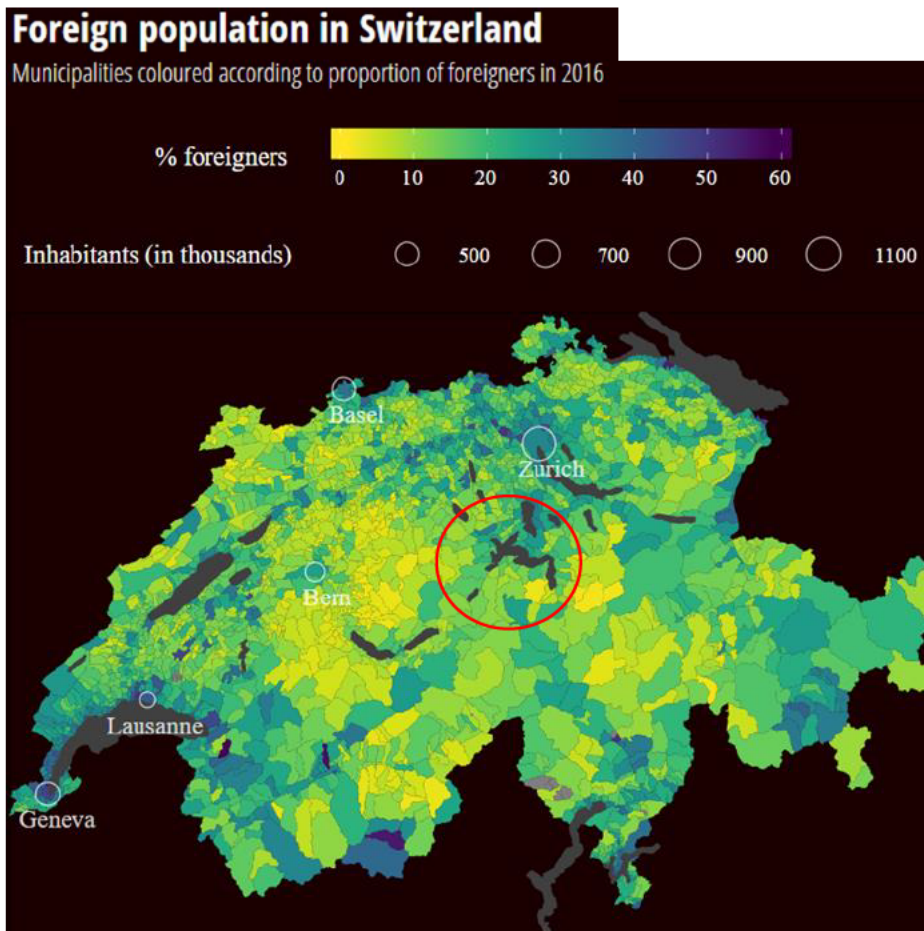 Foreign population in Switzerland
Municipalities coloured according to proportion of foreigners in 2016
% foreigners
0 10 20 30 40 50 60
Inhabitants (in thousands) 500 700 900 1100
Basel
Zurich
Bern
Lausanne
Geneva